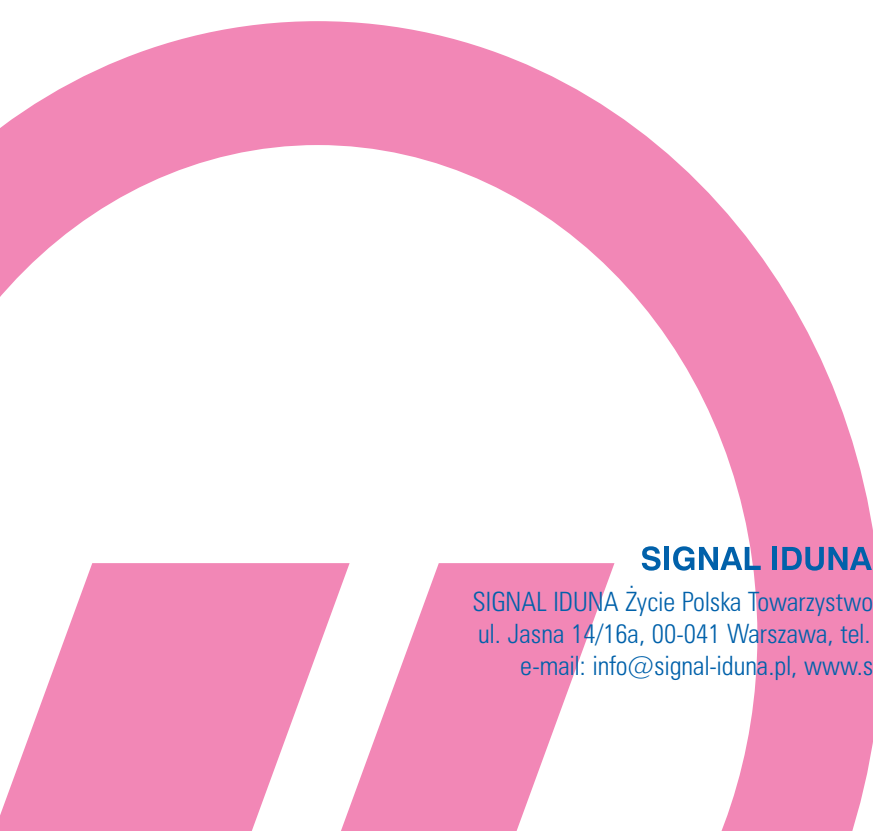 SIGNAL IDUNA
SIGNAL IDUNA Życie Polska Towarzystwo
ul. Jasna 14/16a, 00-041 Warszawa, tel.
e-mail: info@signal-iduna.pl, www.s